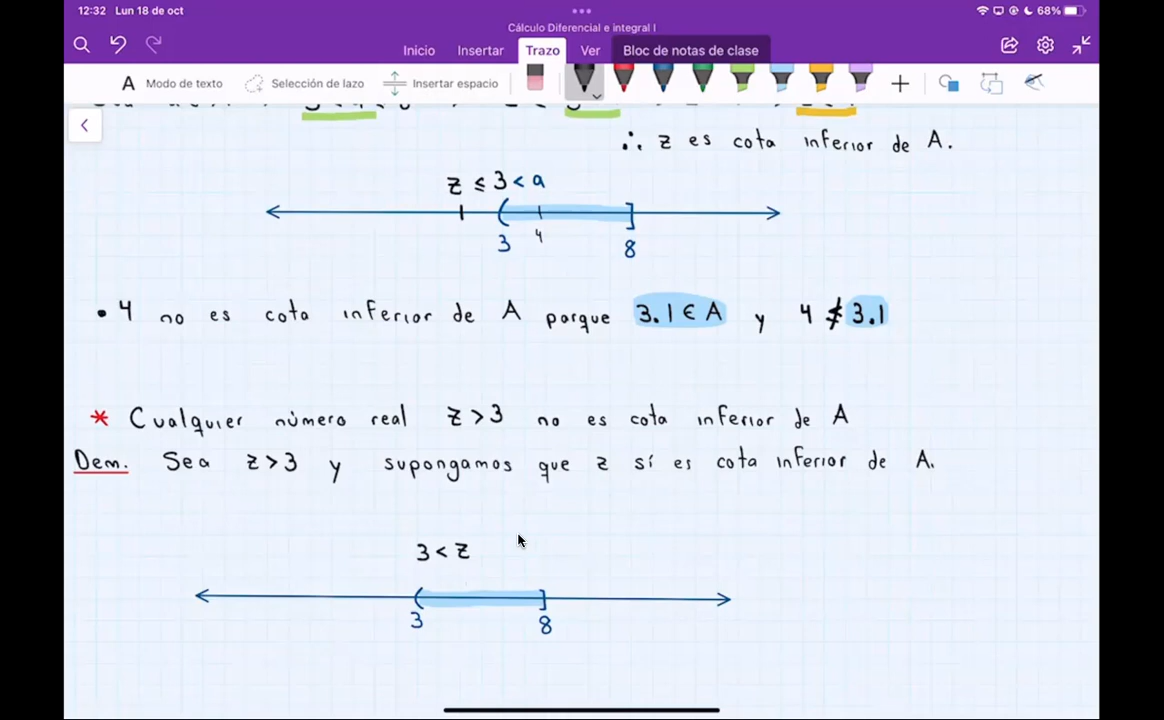 12:32 Lun 18 de oct
68%
Cálculo Diferencial e integral I
Inicio Insertar Trazo Ver Bloc de notas de clase
A Modo de texto Selección de lazo Insertar espacio
∴ z es cota inferior de A.
z ≤ 3 < a
3 4 8
• 4 no es cota inferior de A porque 3.1 ∈ A y 4 ≰ 3.1
* Cualquier número real z > 3 no es cota inferior de A
Dem. Sea z > 3 y supongamos que z sí es cota inferior de A.
3 < z
3 8